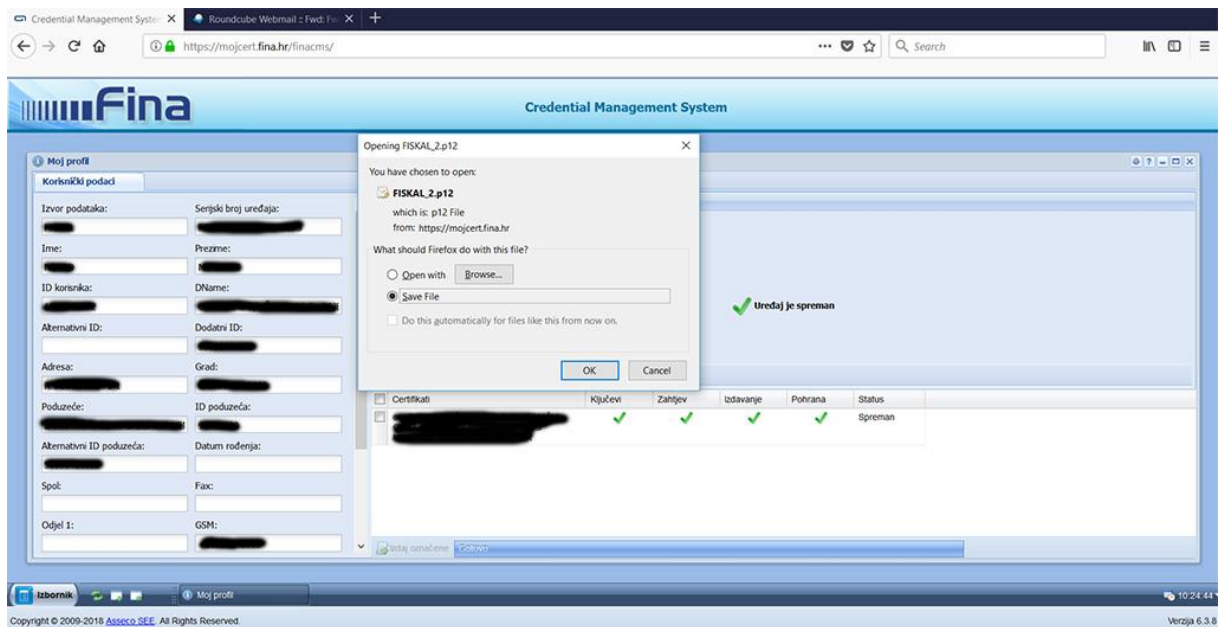 Credential Management System
Roundcube Webmail :: Fwd: Fw
https://mojcert.fina.hr/finacms/
Search
Fina
Credential Management System
Moj profil
Korisnički podaci
Izvor podataka:
Serijski broj uređaja:
Ime:
Prezime:
ID korisnika:
DName:
Alternativni ID:
Dodatni ID:
Adresa:
Grad:
Poduzeće:
ID poduzeća:
Alternativni ID poduzeća:
Datum rođenja:
Spol:
Fax:
Odjel 1:
GSM:
Opening FISKAL_2.p12
You have chosen to open:
FISKAL_2.p12
which is: p12 File
from: https://mojcert.fina.hr
What should Firefox do with this file?
Open with
Browse...
Save File
Do this automatically for files like this from now on.
OK
Cancel
Uređaj je spreman
Certifikati
Ključevi
Zahtjev
Izdavanje
Pohrana
Status
Spreman
Izdaj označene
Gotovo
Izbornik
Moj profil
10:24:44
Copyright © 2009-2018 Asseco SEE. All Rights Reserved.
Verzija 6.3.8